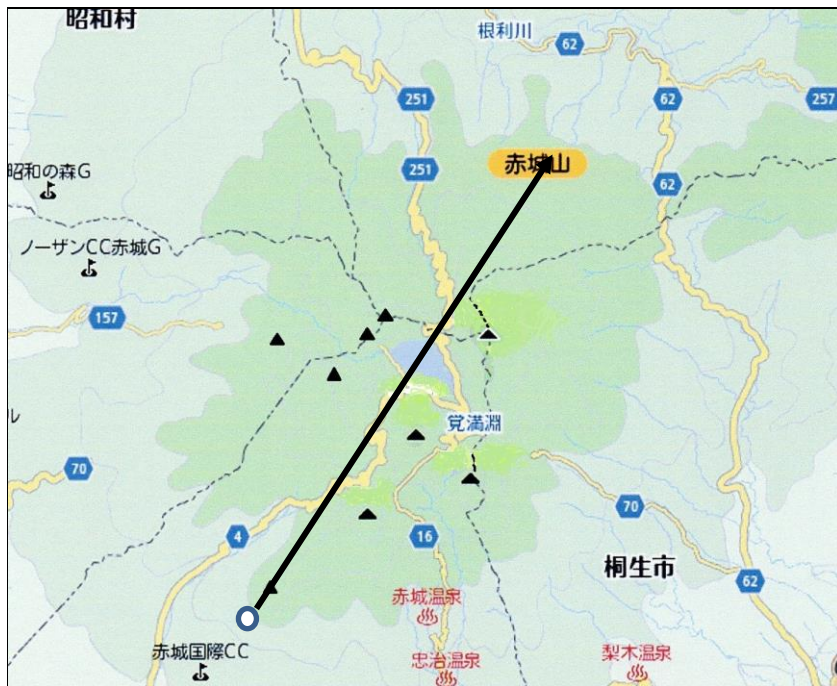 昭和村
根利川
62
251
62
257
赤城山
251
昭和の森G
62
ノーザンCC赤城G
157
覚満淵
ル
70
70
4
16
桐生市
62
赤城温泉
赤城国際CC
忠治温泉
梨木温泉